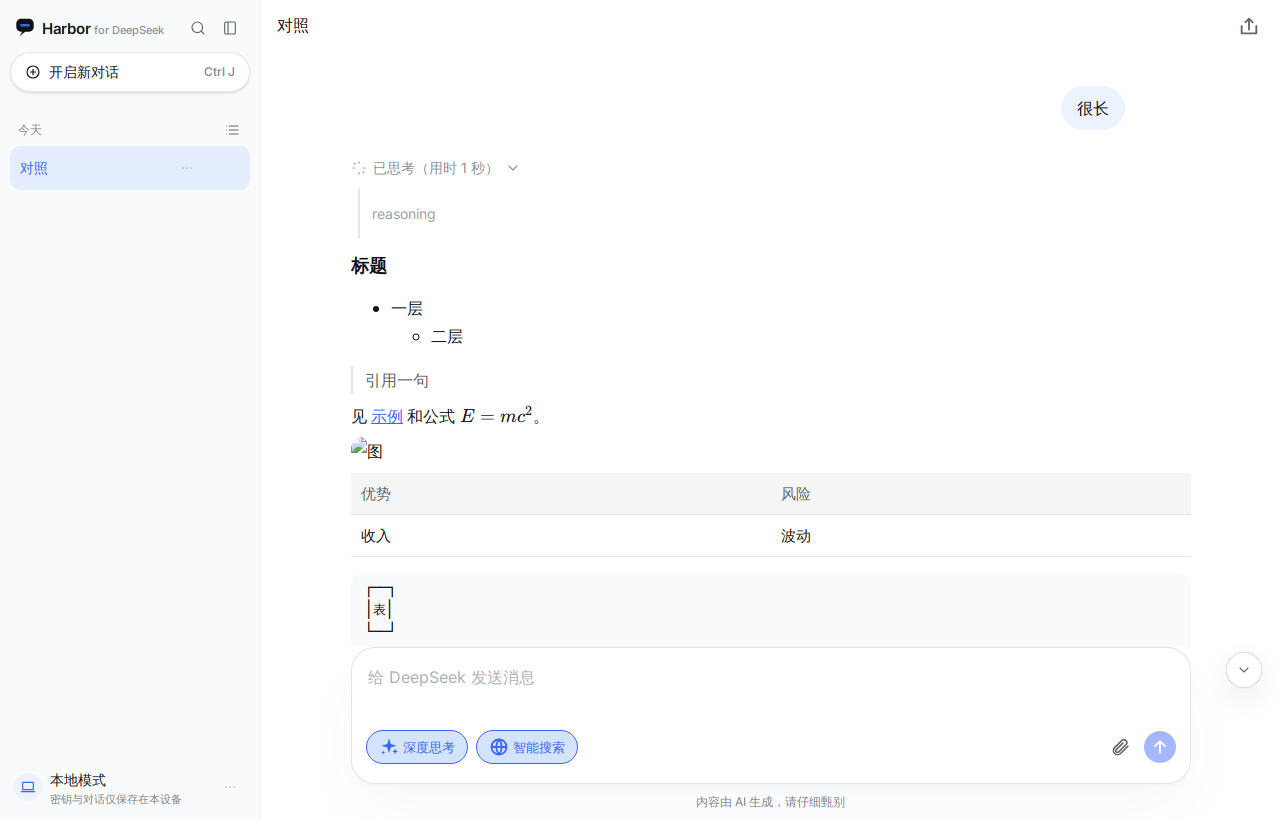 Harbor for DeepSeek
开启新对话 Ctrl J
今天
对照 ···
本地模式
密钥与对话仅保存在本设备
对照
很长
已思考（用时 1 秒）
reasoning
标题
一层
二层
引用一句
见 示例 和公式 E = mc²。
图
优势 风险
收入 波动
┌──┐
│表│
└──┘
给 DeepSeek 发送消息
深度思考 智能搜索
内容由 AI 生成，请仔细甄别